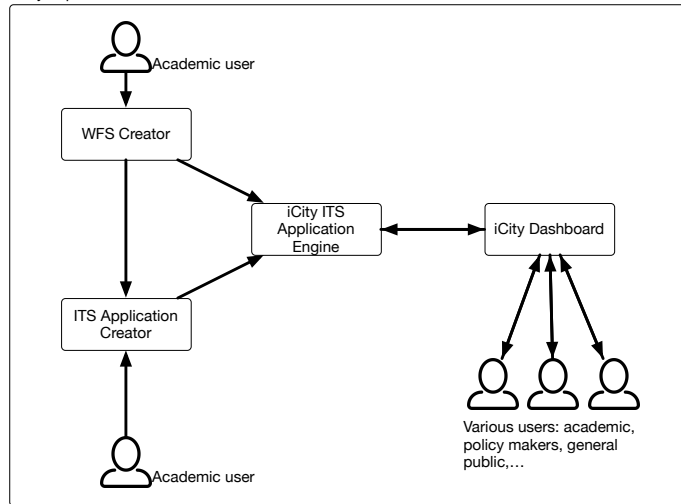 Academic user
WFS Creator
iCity ITS
Application
Engine
iCity Dashboard
ITS Application
Creator
Various users: academic,
policy makers, general
public,...
Academic user